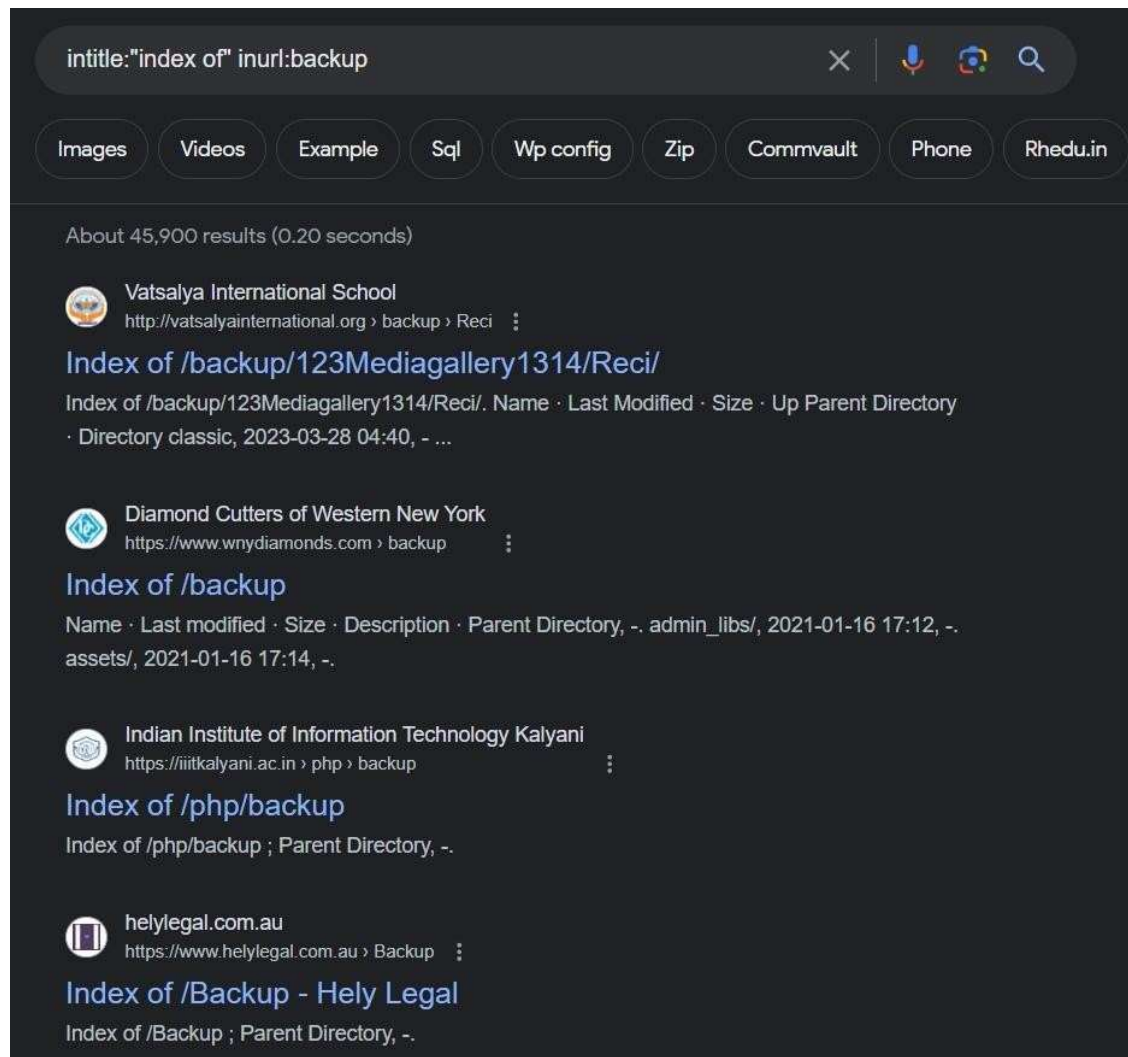 intitle:"index of" inurl:backup
Images Videos Example Sql Wp config Zip Commvault Phone Rhedu.in
About 45,900 results (0.20 seconds)
Vatsalya International School
http://vatsalyainternational.org › backup › Reci
Index of /backup/123Mediagallery1314/Reci/
Index of /backup/123Mediagallery1314/Reci/. Name · Last Modified · Size · Up Parent Directory
· Directory classic, 2023-03-28 04:40, - ...
Diamond Cutters of Western New York
https://www.wnydiamonds.com › backup
Index of /backup
Name · Last modified · Size · Description · Parent Directory, -. admin_libs/, 2021-01-16 17:12, -.
assets/, 2021-01-16 17:14, -.
Indian Institute of Information Technology Kalyani
https://iiitkalyani.ac.in › php › backup
Index of /php/backup
Index of /php/backup ; Parent Directory, -.
helylegal.com.au
https://www.helylegal.com.au › Backup
Index of /Backup - Hely Legal
Index of /Backup ; Parent Directory, -.